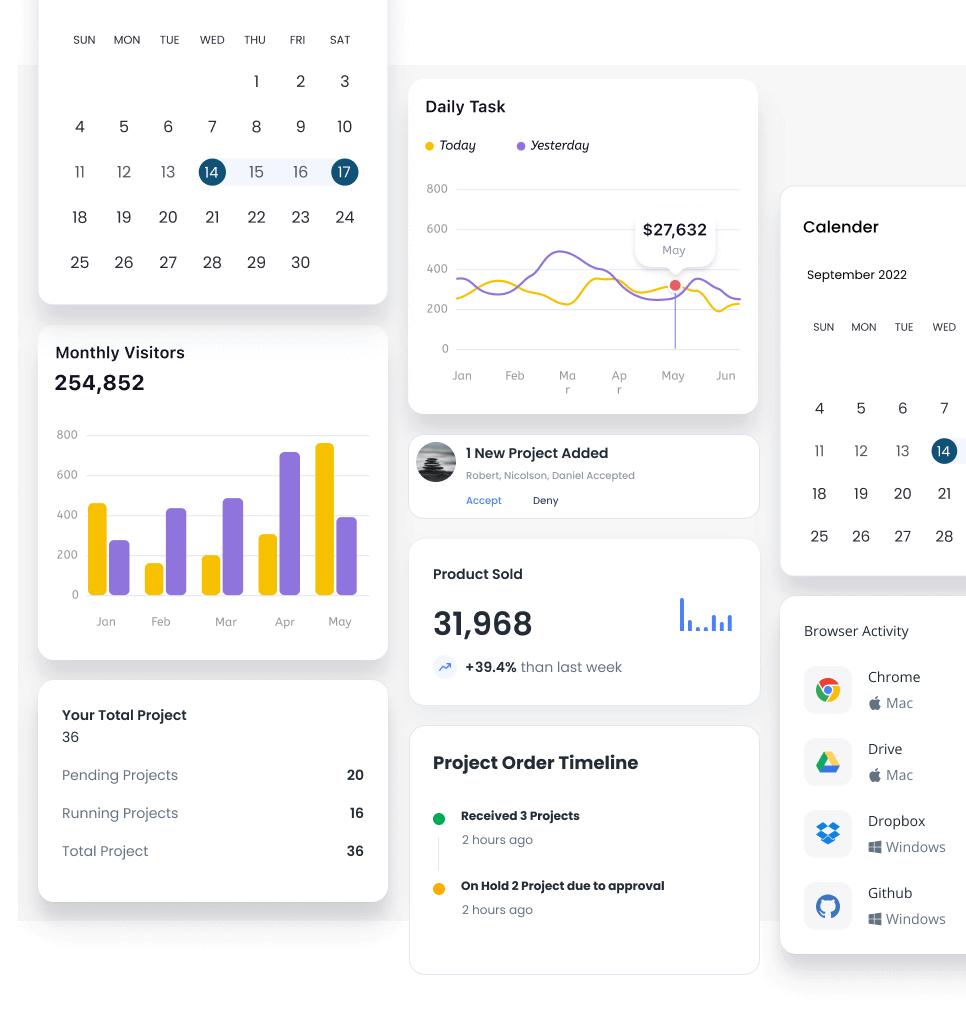 SUN MON TUE WED THU FRI SAT
1 2 3
4 5 6 7 8 9 10
11 12 13 14 15 16 17
18 19 20 21 22 23 24
25 26 27 28 29 30
Monthly Visitors
254,852
800
600
400
200
0
Jan Feb Mar Apr May
Your Total Project
36
Pending Projects 20
Running Projects 16
Total Project 36
Daily Task
Today Yesterday
800
600
400
200
0
$27,632
May
Jan Feb Ma Ap May Jun
r r
1 New Project Added
Robert, Nicolson, Daniel Accepted
Accept Deny
Product Sold
31,968
+39.4% than last week
Project Order Timeline
Received 3 Projects
2 hours ago
On Hold 2 Project due to approval
2 hours ago
Calender
September 2022
SUN MON TUE WED
4 5 6 7
11 12 13 14
18 19 20 21
25 26 27 28
Browser Activity
Chrome
Mac
Drive
Mac
Dropbox
Windows
Github
Windows